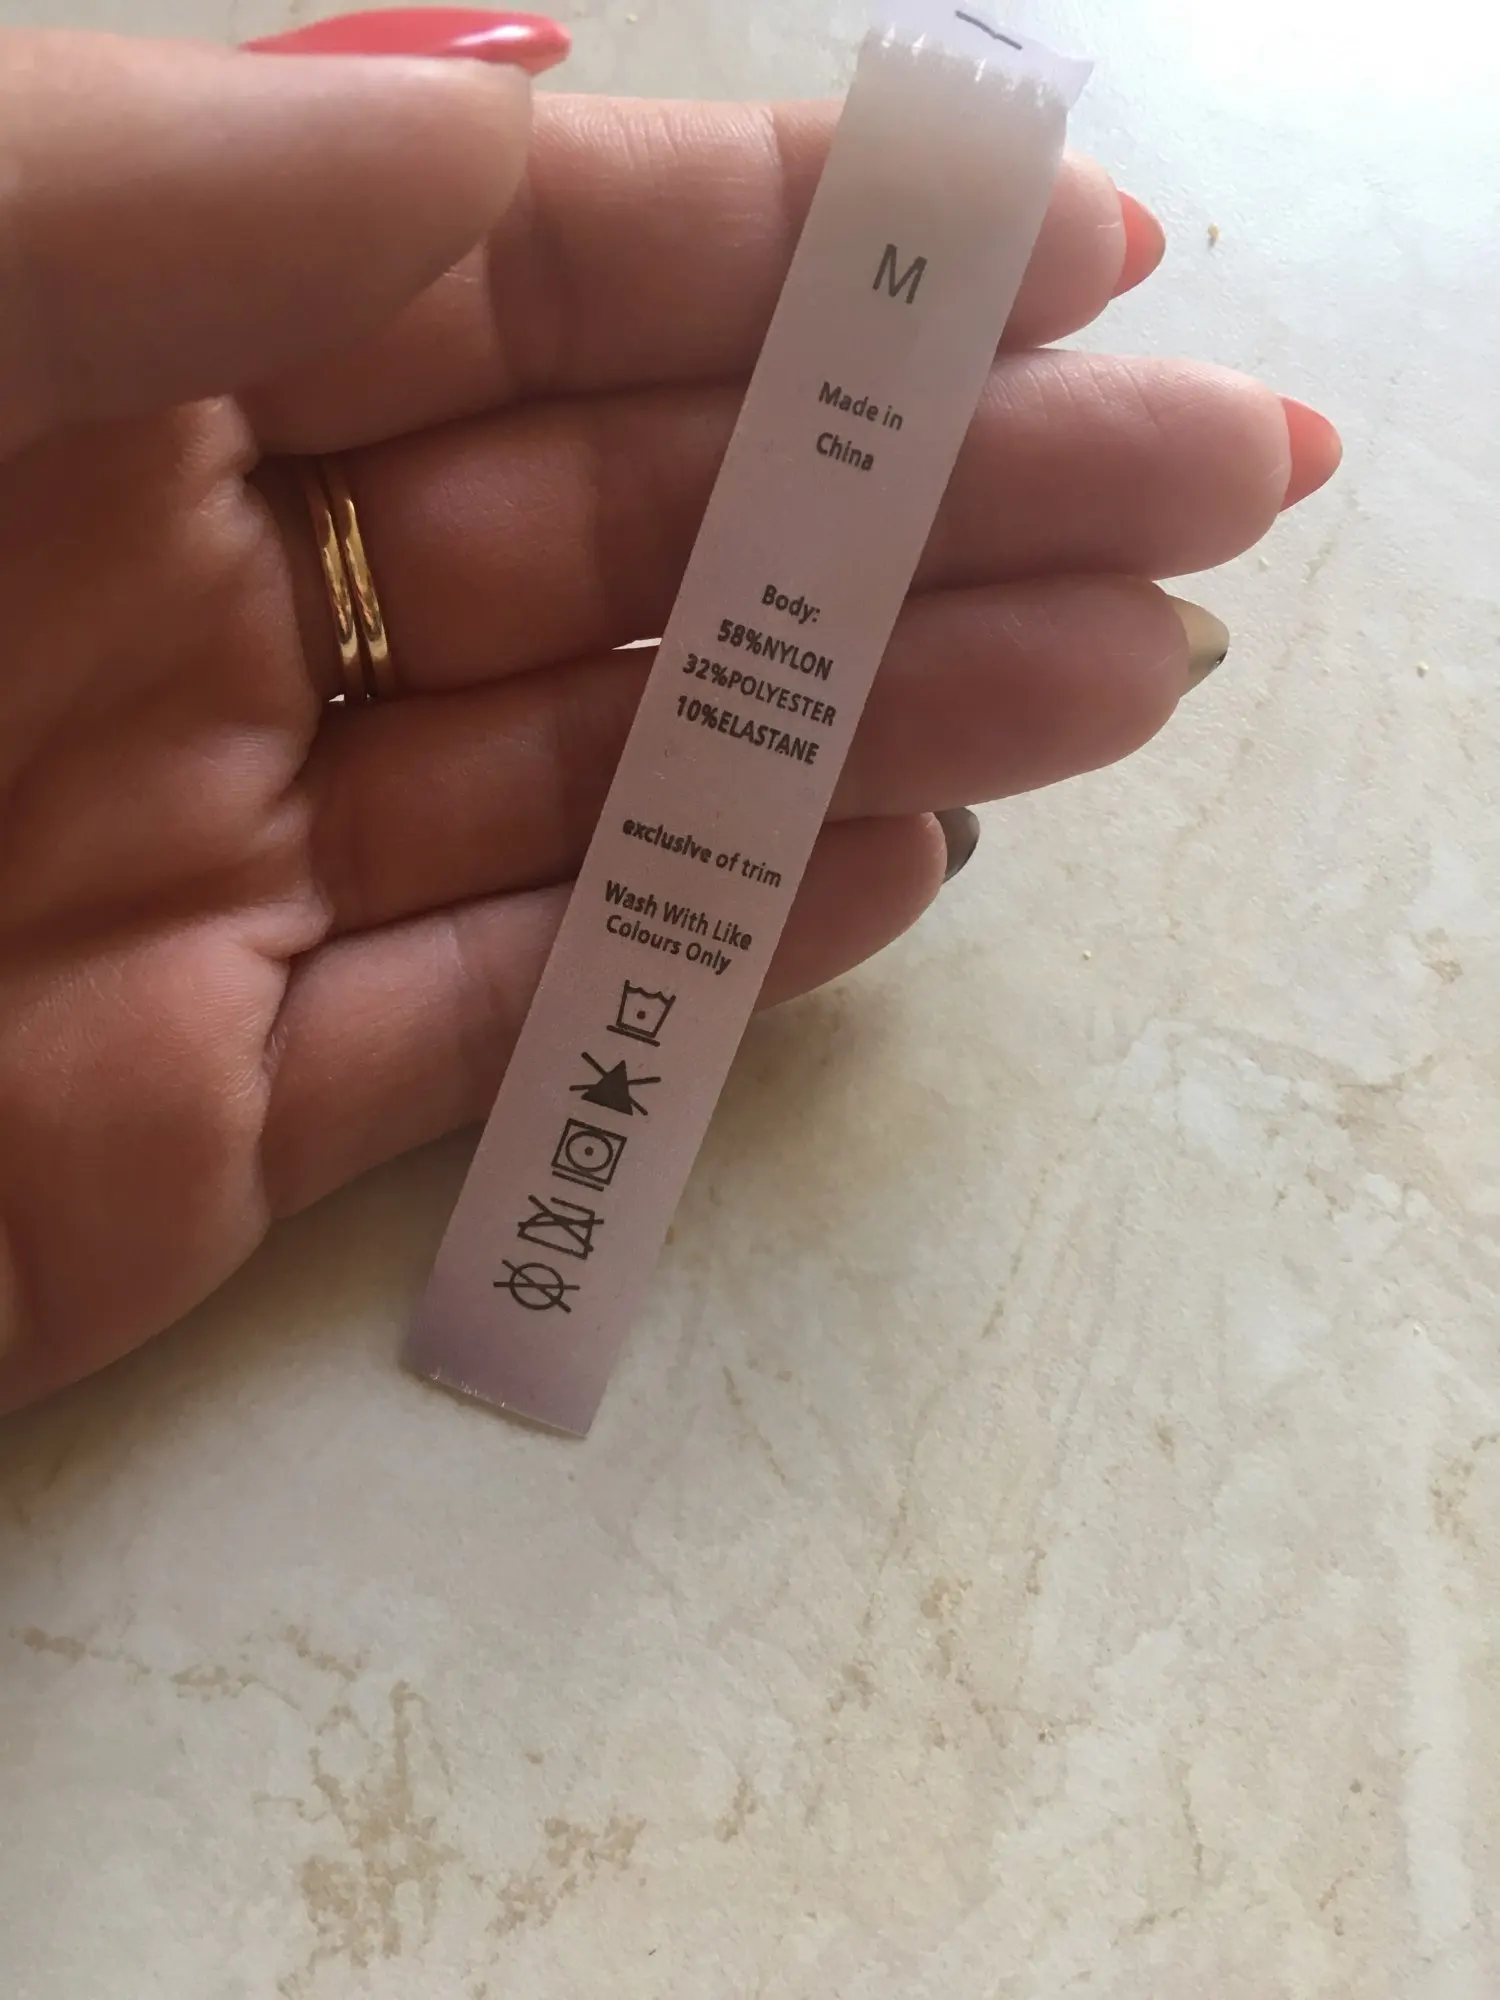 M
Made in
China
Body:
58%NYLON
32%POLYESTER
10%ELASTANE
exclusive of trim
Wash With Like
Colours Only